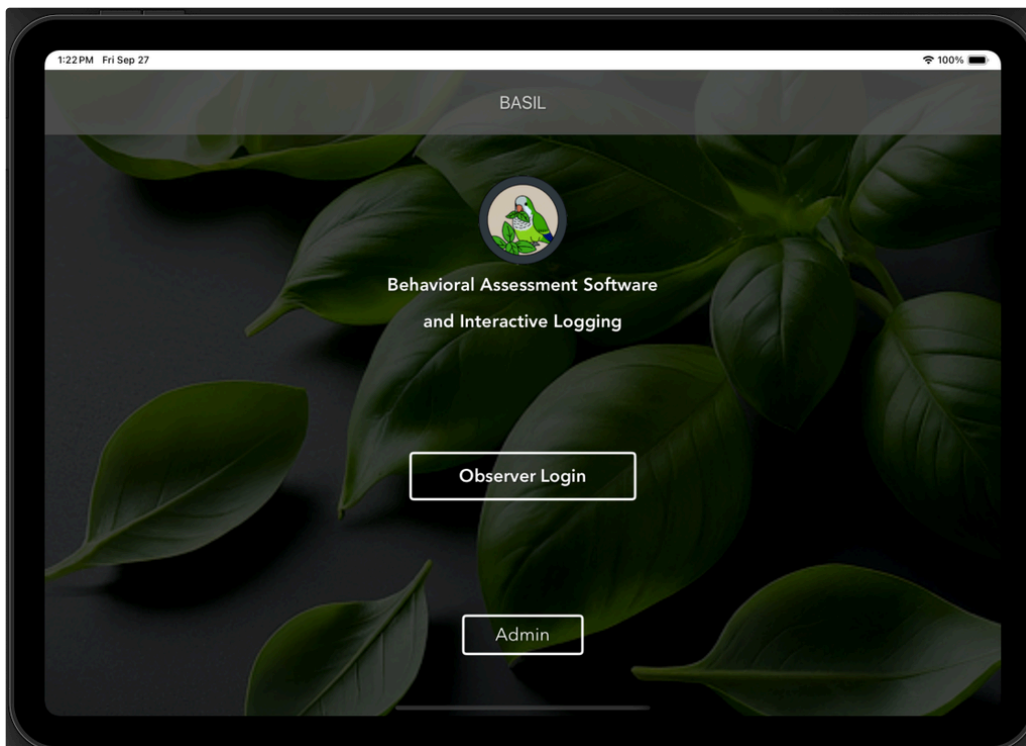 1:22 PM Fri Sep 27
100%
BASIL
Behavioral Assessment Software
and Interactive Logging
Observer Login
Admin